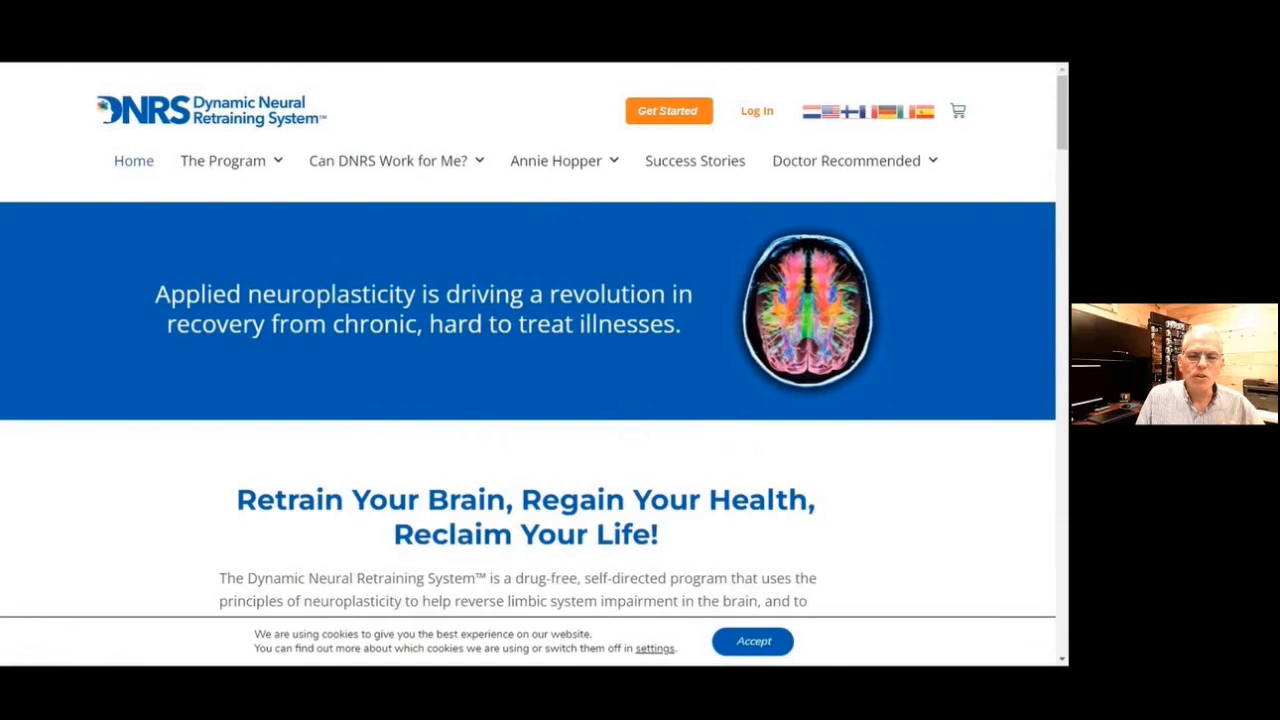 DNRS Dynamic Neural
Retraining System™
Get Started
Log In
Home
The Program
Can DNRS Work for Me?
Annie Hopper
Success Stories
Doctor Recommended
Applied neuroplasticity is driving a revolution in
recovery from chronic, hard to treat illnesses.
Retrain Your Brain, Regain Your Health,
Reclaim Your Life!
The Dynamic Neural Retraining System™ is a drug-free, self-directed program that uses the
principles of neuroplasticity to help reverse limbic system impairment in the brain, and to
We are using cookies to give you the best experience on our website.
You can find out more about which cookies we are using or switch them off in settings.
Accept